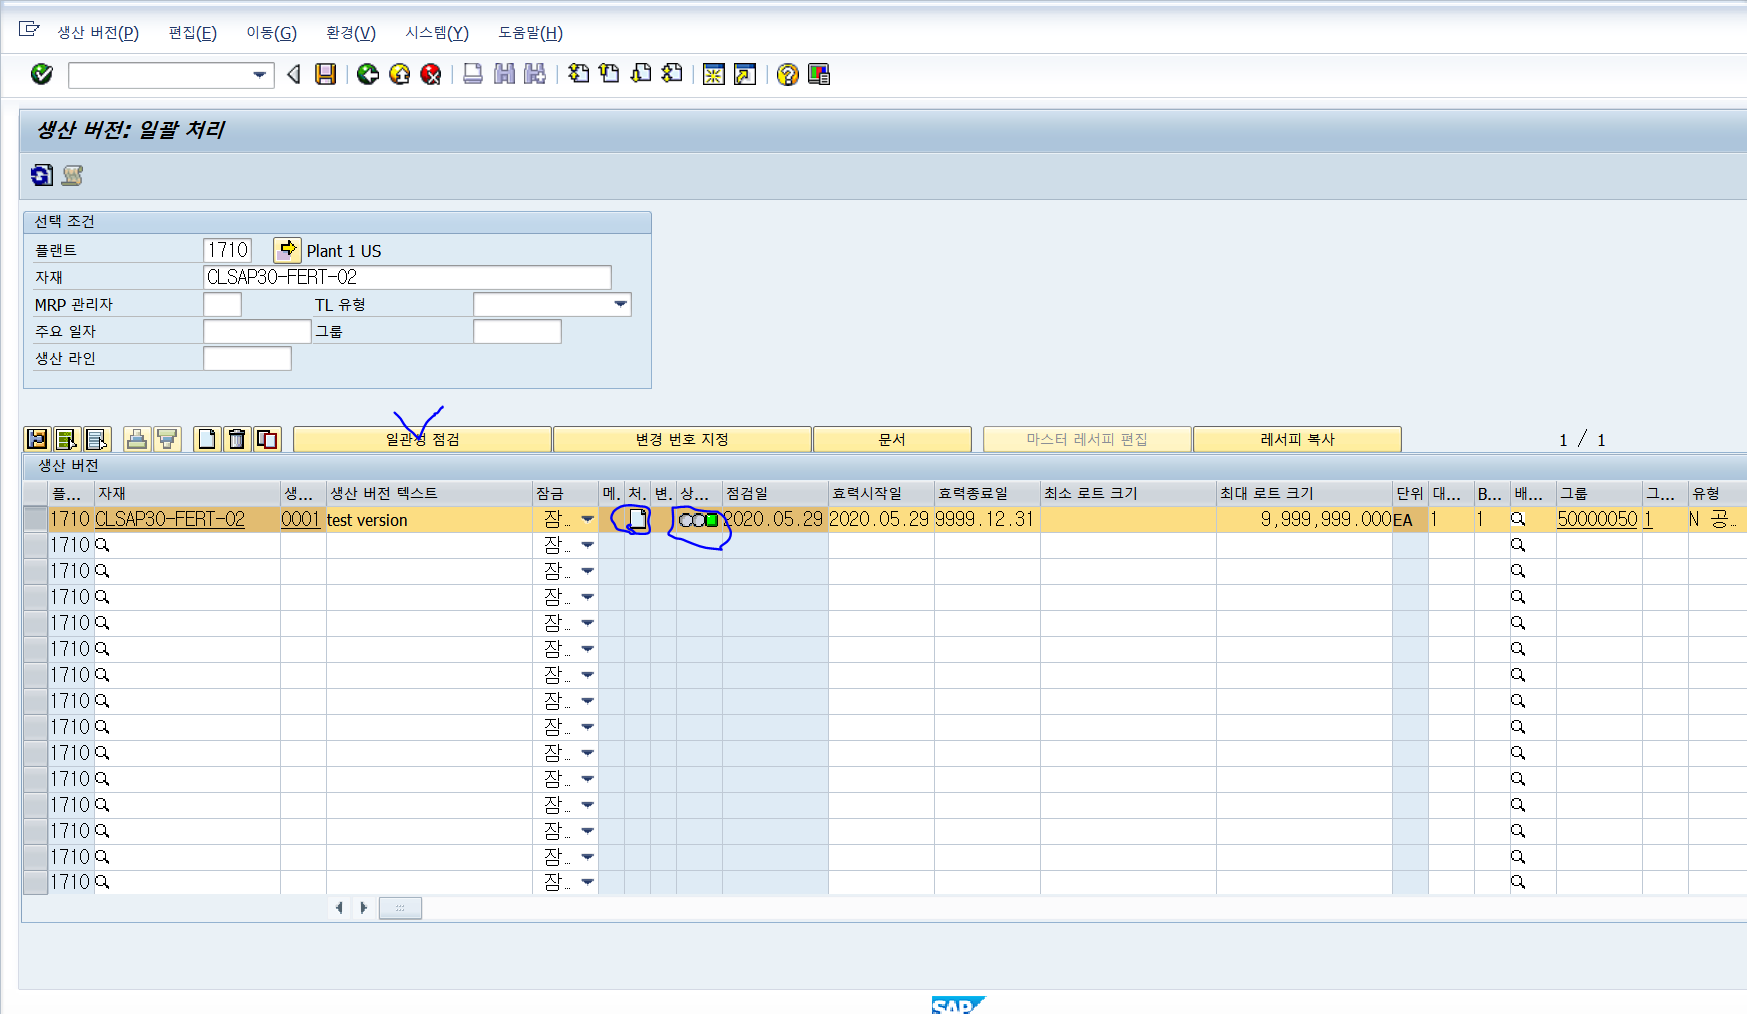 생산 버전(P) 편집(E) 이동(G) 환경(V) 시스템(Y) 도움말(H)
생산 버전: 일괄 처리
선택 조건
플랜트 1710 Plant 1 US
자재 CLSAP30-FERT-02
MRP 관리자 TL 유형
주요 일자 그룹
생산 라인
일관성 점검 변경 번호 지정 문서 마스터 레서피 편집 레서피 복사 1 / 1
생산 버전
플... 자재 생... 생산 버전 텍스트 잠금 메. 처. 변. 상... 점검일 효력시작일 효력종료일 최소 로트 크기 최대 로트 크기 단위 대... B... 배... 그룹 그... 유형
1710 CLSAP30-FERT-02 0001 test version 잠... 2020.05.29 2020.05.29 9999.12.31 9,999,999.000 EA 1 1 50000050 1 N 공...
1710 잠...
1710 잠...
1710 잠...
1710 잠...
1710 잠...
1710 잠...
1710 잠...
1710 잠...
1710 잠...
1710 잠...
1710 잠...
1710 잠...
1710 잠...
1710 잠...
SAP